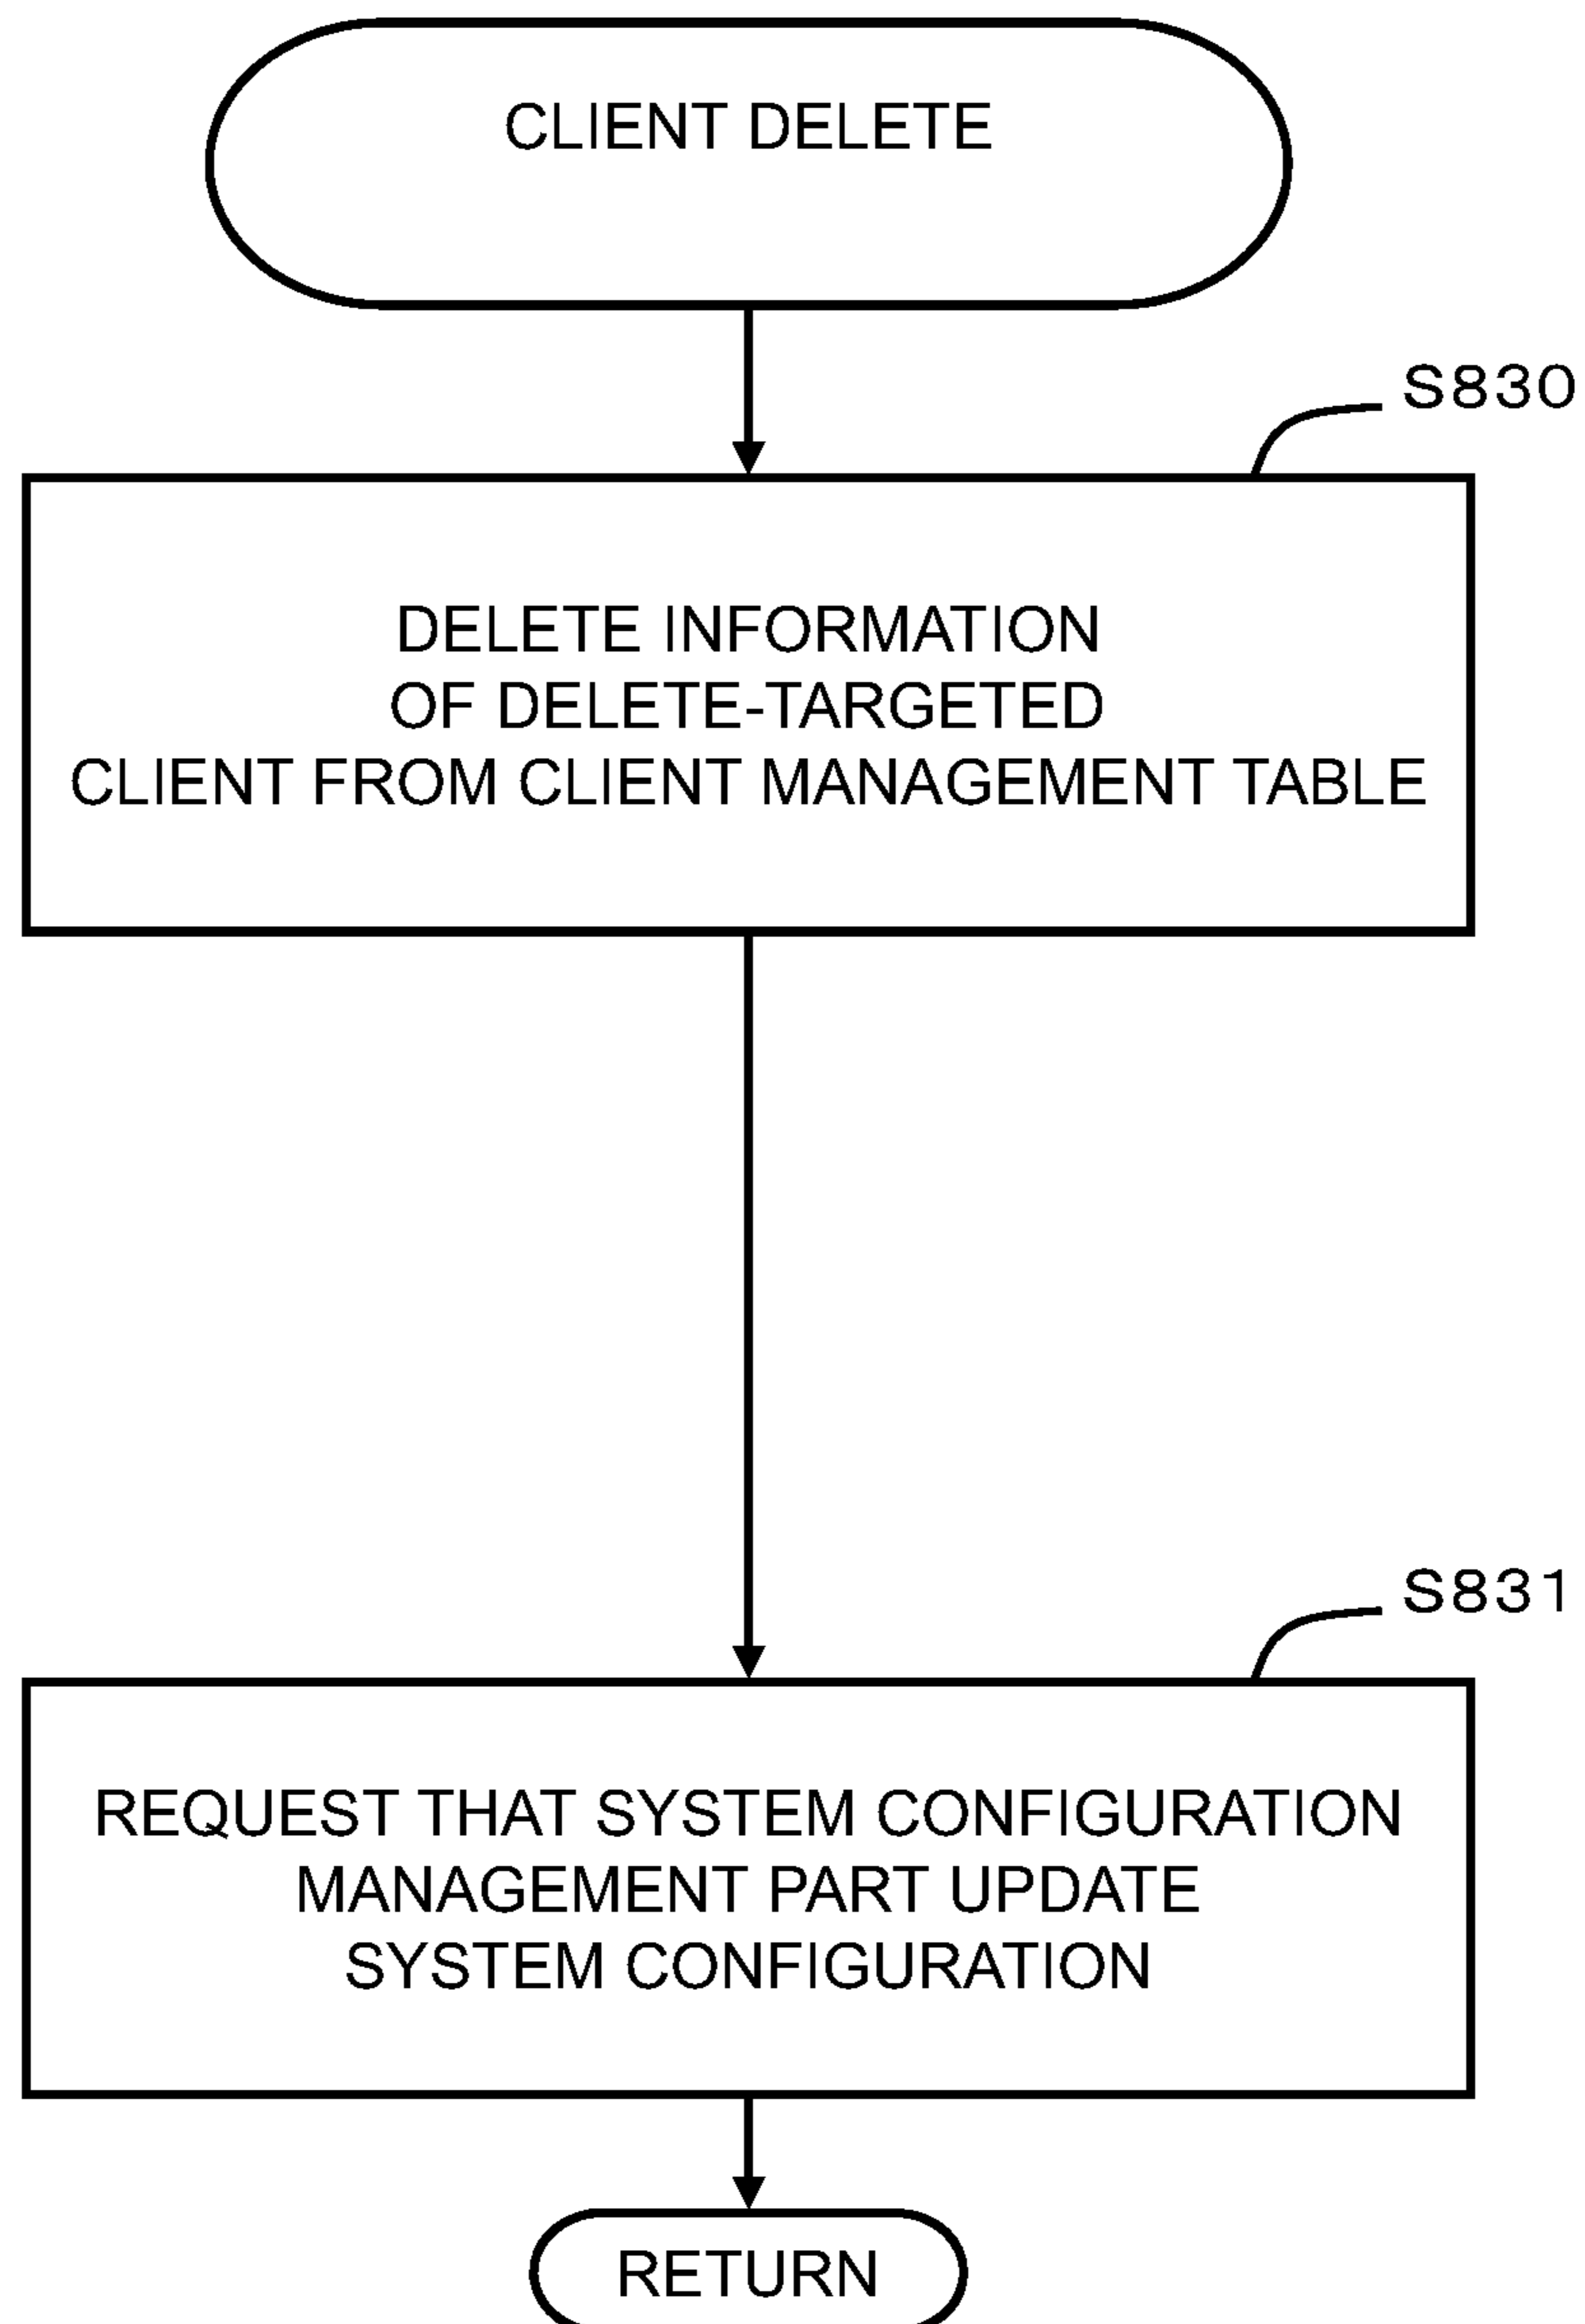 CLIENT DELETE
S830
DELETE INFORMATION
OF DELETE-TARGETED
CLIENT FROM CLIENT MANAGEMENT TABLE
S831
REQUEST THAT SYSTEM CONFIGURATION
MANAGEMENT PART UPDATE
SYSTEM CONFIGURATION
RETURN